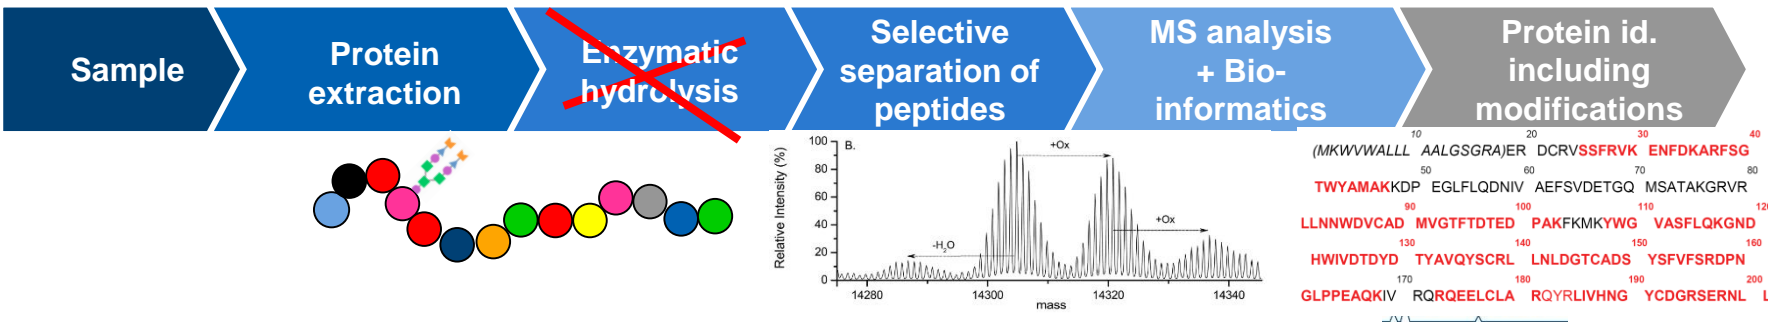 Sample
Protein
extraction
Enzymatic
hydrolysis
Selective
separation of
peptides
MS analysis
+ Bio-
informatics
Protein id.
including
modifications
B.
Relative Intensity (%)
100
80
60
40
20
0
+Ox
+Ox
-H2O
14280 14300 14320 14340
mass
10 20 30 40
(MKWVWALLL AALGSGRA)ER DCRVSSFRVK ENFDKARFSG
50 60 70 80
TWYAMAKKDP EGLFLQDNIV AEFSVDETGQ MSATAKGRVR
90 100 110 120
LLNNWDVCAD MVGTFTDTED PAKFKMKYWG VASFLQKGND
130 140 150 160
HWIVDTDYD TYAVQYSCRL LNLDGTCADS YSFVFSRDPN
170 180 190 200
GLPPEAQKIV RQRQEELCLA RQYRLIVHNG YCDGRSERNL L